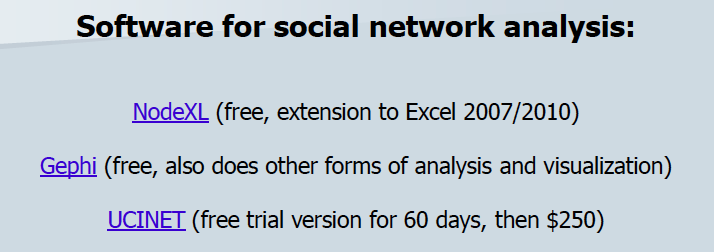 Software for social network analysis:
NodeXL (free, extension to Excel 2007/2010)
Gephi (free, also does other forms of analysis and visualization)
UCINET (free trial version for 60 days, then $250)